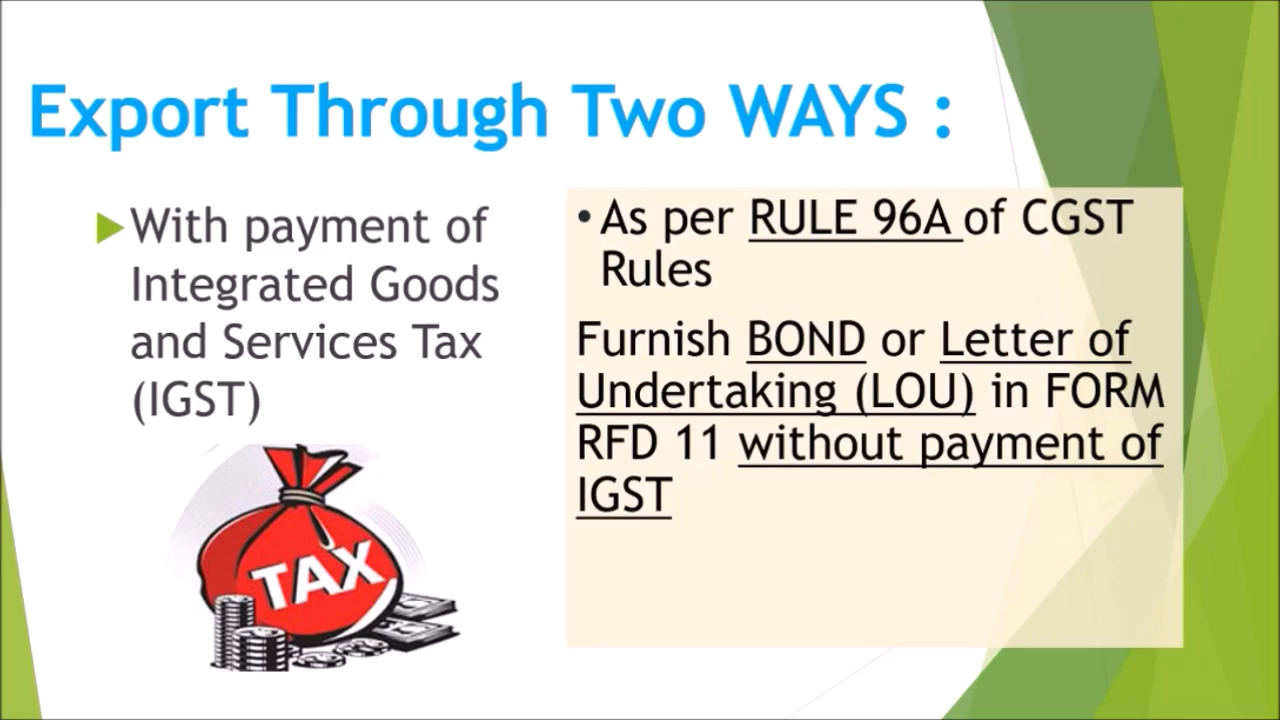 Export Through Two WAYS :
With payment of
Integrated Goods
and Services Tax
(IGST)
TAX
• As per RULE 96A of CGST
Rules
Furnish BOND or Letter of
Undertaking (LOU) in FORM
RFD 11 without payment of
IGST